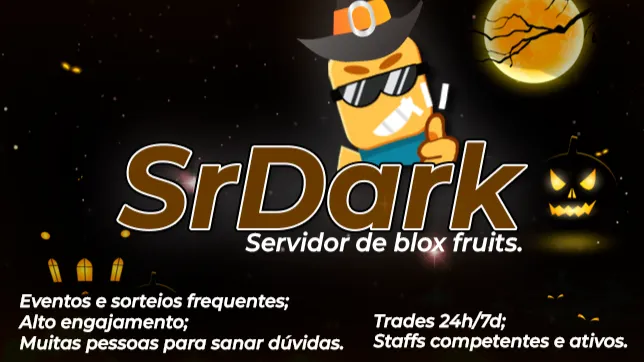 SrDark
Servidor de blox fruits.
Eventos e sorteios frequentes;
Alto engajamento;
Muitas pessoas para sanar dúvidas.
Trades 24h/7d;
Staffs competentes e ativos.